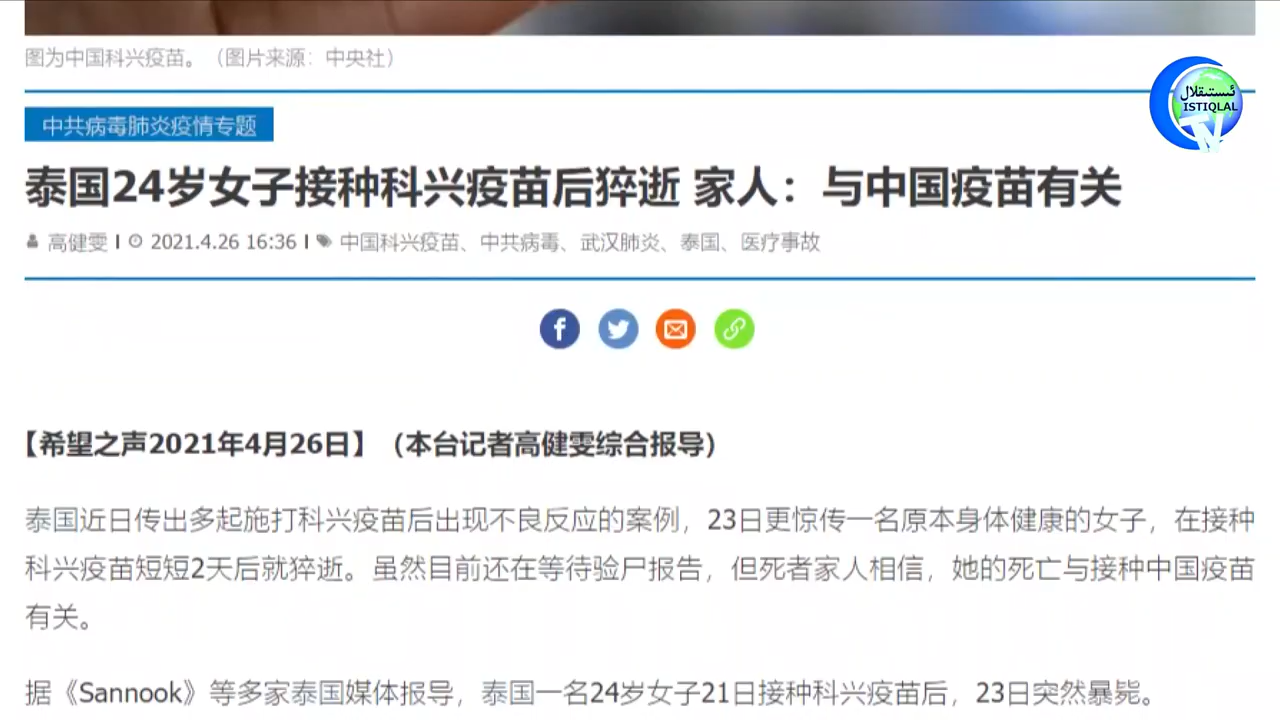 图为中国科兴疫苗。（图片来源：中央社）
ئىستىقلال
ISTIQLAL
TV
中共病毒肺炎疫情专题
泰国24岁女子接种科兴疫苗后猝逝 家人：与中国疫苗有关
高健雯 | 2021.4.26 16:36 | 中国科兴疫苗、中共病毒、武汉肺炎、泰国、医疗事故
【希望之声2021年4月26日】（本台记者高健雯综合报导）
泰国近日传出多起施打科兴疫苗后出现不良反应的案例，23日更惊传一名原本身体健康的女子，在接种
科兴疫苗短短2天后就猝逝。虽然目前还在等待验尸报告，但死者家人相信，她的死亡与接种中国疫苗
有关。
据《Sannook》等多家泰国媒体报导，泰国一名24岁女子21日接种科兴疫苗后，23日突然暴毙。